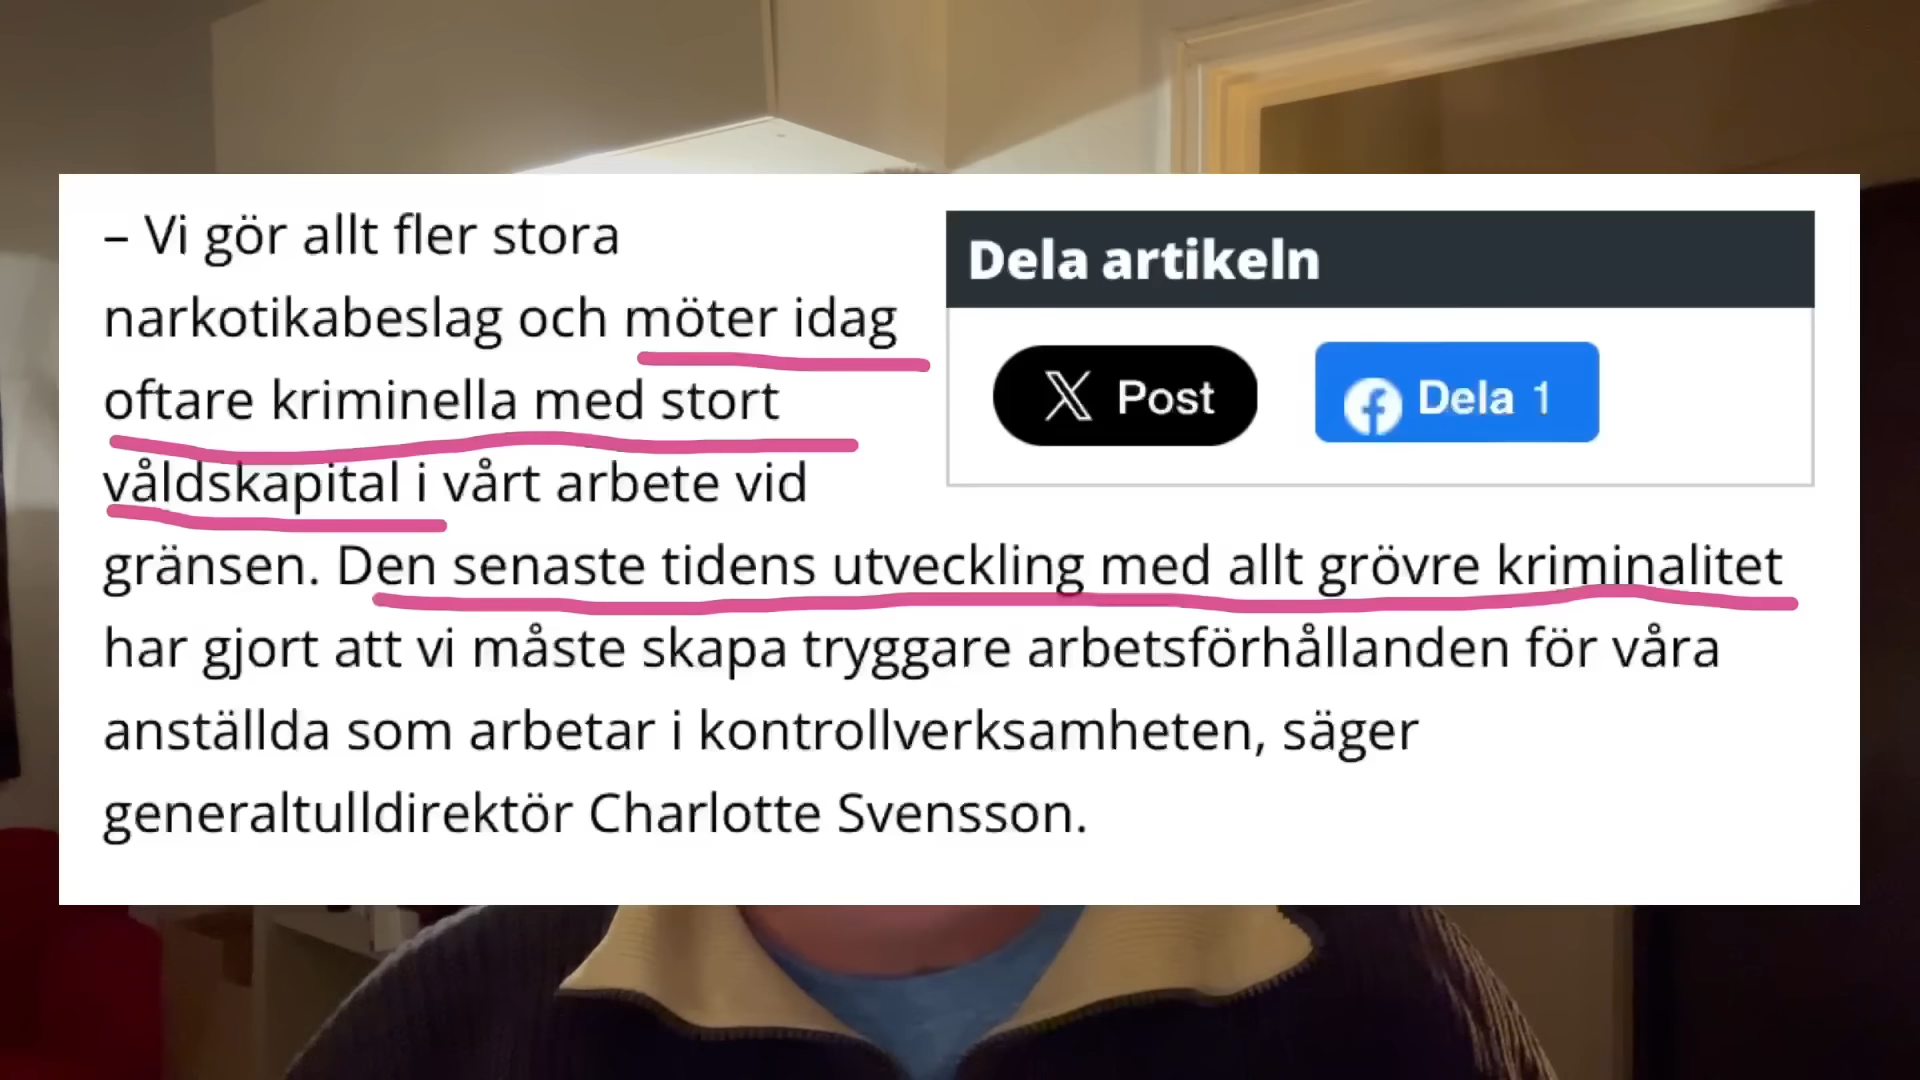 – Vi gör allt fler stora
narkotikabeslag och möter idag
oftare kriminella med stort
våldskapital i vårt arbete vid
gränsen. Den senaste tidens utveckling med allt grövre kriminalitet
har gjort att vi måste skapa tryggare arbetsförhållanden för våra
anställda som arbetar i kontrollverksamheten, säger
generaltulldirektör Charlotte Svensson.
Dela artikeln
X Post
Dela 1